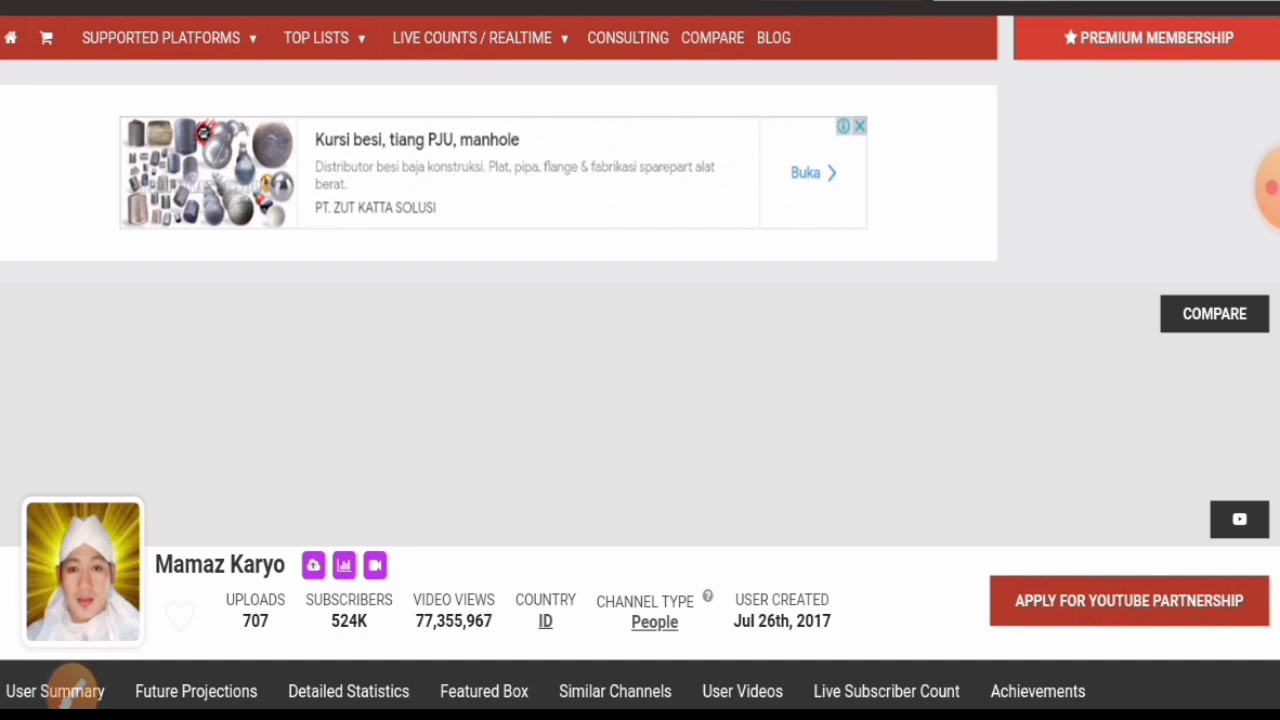 SUPPORTED PLATFORMS ▼ TOP LISTS ▼ LIVE COUNTS / REALTIME ▼ CONSULTING COMPARE BLOG ★ PREMIUM MEMBERSHIP
Kursi besi, tiang PJU, manhole
Distributor besi baja konstruksi. Plat, pipa, flange & fabrikasi sparepart alat
berat.
PT. ZUT KATTA SOLUSI
Buka
COMPARE
Mamaz Karyo
UPLOADS SUBSCRIBERS VIDEO VIEWS COUNTRY CHANNEL TYPE USER CREATED
707 524K 77,355,967 ID People Jul 26th, 2017
APPLY FOR YOUTUBE PARTNERSHIP
User Summary Future Projections Detailed Statistics Featured Box Similar Channels User Videos Live Subscriber Count Achievements